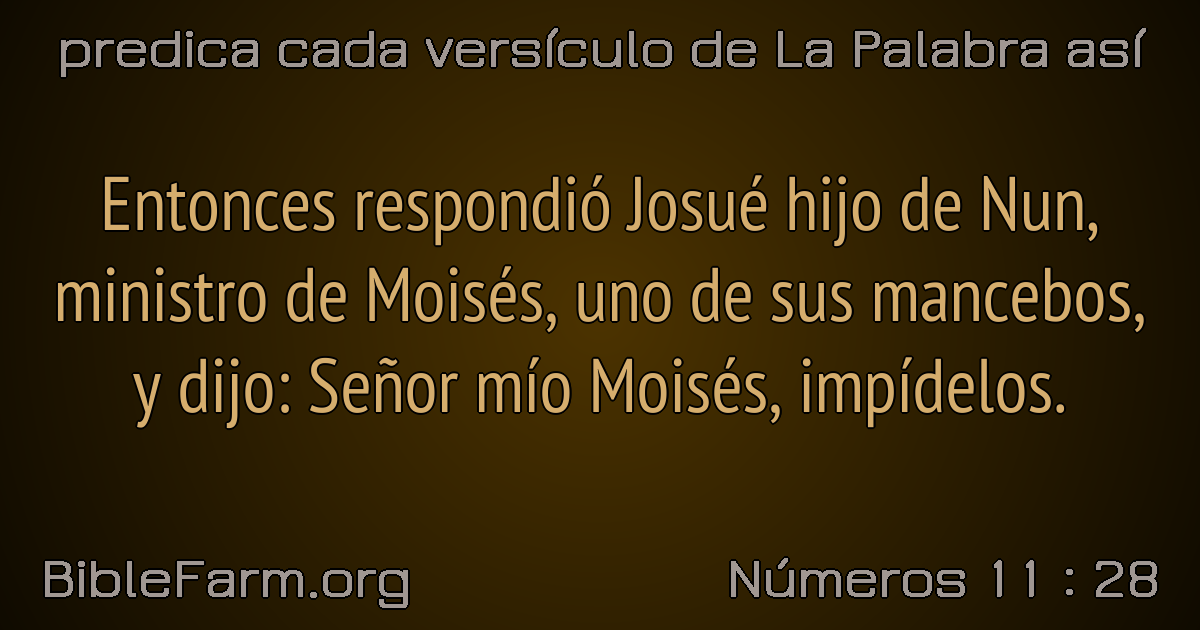 predica cada versículo de La Palabra así
Entonces respondió Josué hijo de Nun,
ministro de Moisés, uno de sus mancebos,
y dijo: Señor mío Moisés, impídelos.
BibleFarm.org
Números 11 : 28